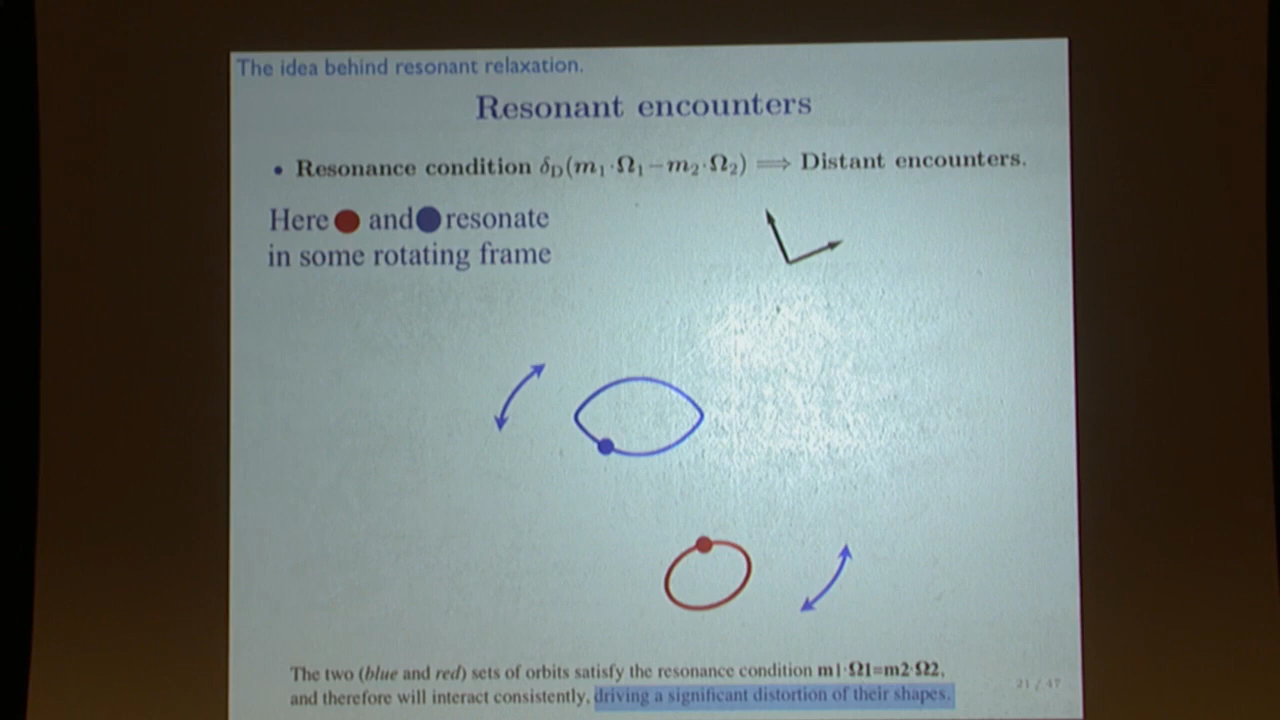 The idea behind resonant relaxation.
Resonant encounters
• Resonance condition δD(m1·Ω1−m2·Ω2) ⟹ Distant encounters.
Here and resonate
in some rotating frame
The two (blue and red) sets of orbits satisfy the resonance condition m1·Ω1=m2·Ω2,
and therefore will interact consistently, driving a significant distortion of their shapes.
21 / 47